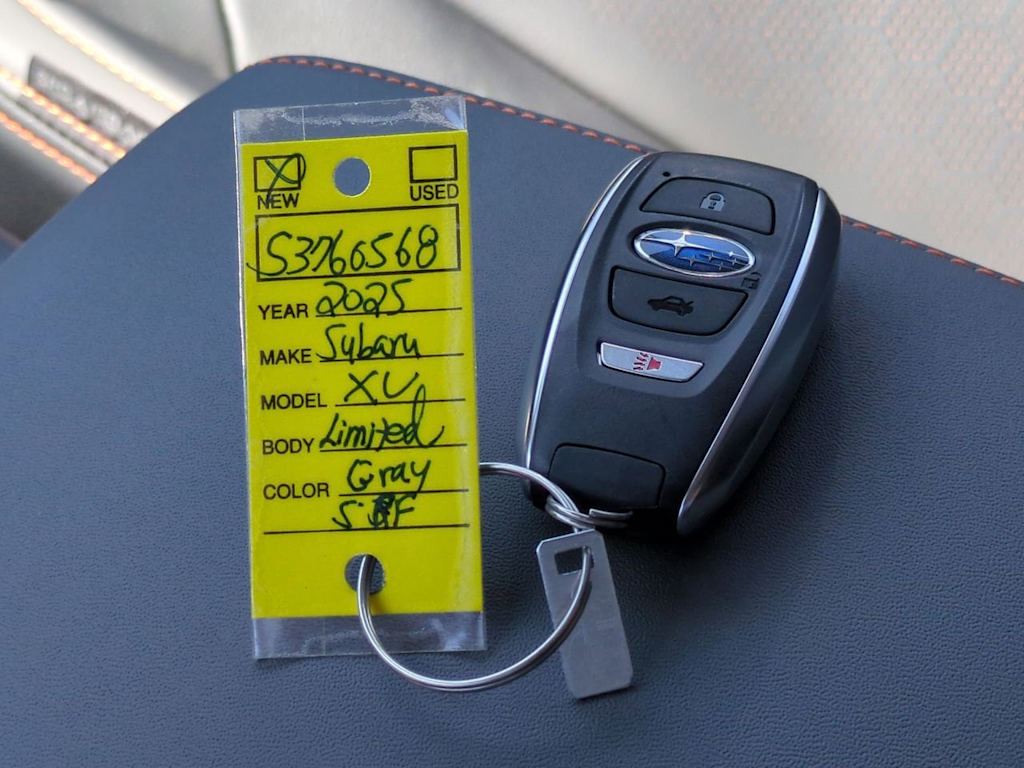 NEW USED
S3760568
YEAR 2025
MAKE Subaru
MODEL XV
BODY Limited
COLOR Gray